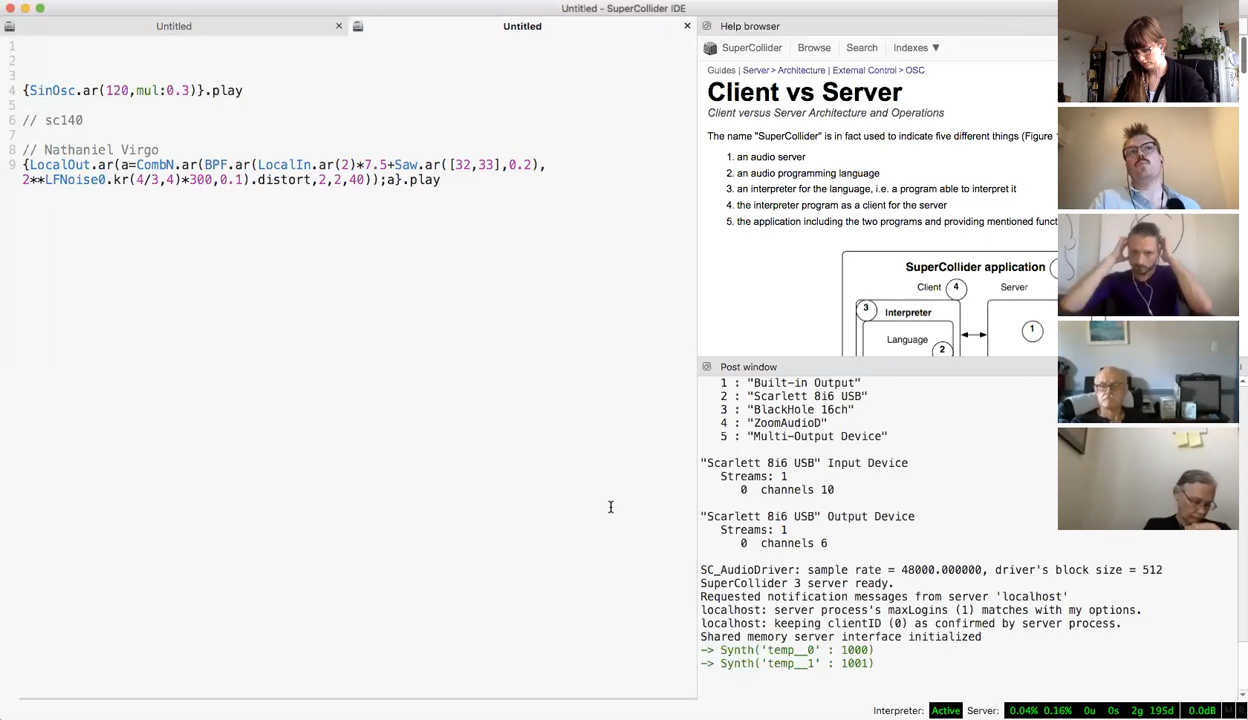 Untitled - SuperCollider IDE
Untitled
Untitled
1
2
3
4 {SinOsc.ar(120,mul:0.3)}.play
5
6 // sc140
7
8 // Nathaniel Virgo
9 {LocalOut.ar(a=CombN.ar(BPF.ar(LocalIn.ar(2)*7.5+Saw.ar([32,33],0.2),
2**LFNoise0.kr(4/3,4)*300,0.1).distort,2,2,40));a}.play
Help browser
SuperCollider Browse Search Indexes ▼
Guides | Server > Architecture | External Control > OSC
Client vs Server
Client versus Server Architecture and Operations
The name "SuperCollider" is in fact used to indicate five different things (Figure
1. an audio server
2. an audio programming language
3. an interpreter for the language, i.e. a program able to interpret it
4. the interpreter program as a client for the server
5. the application including the two programs and providing mentioned funct
SuperCollider application
Client 4 Server
3 Interpreter
1
Language 2
Post window
1 : "Built-in Output"
2 : "Scarlett 8i6 USB"
3 : "BlackHole 16ch"
4 : "ZoomAudioD"
5 : "Multi-Output Device"
"Scarlett 8i6 USB" Input Device
Streams: 1
0 channels 10
"Scarlett 8i6 USB" Output Device
Streams: 1
0 channels 6
SC_AudioDriver: sample rate = 48000.000000, driver's block size = 512
SuperCollider 3 server ready.
Requested notification messages from server 'localhost'
localhost: server process's maxLogins (1) matches with my options.
localhost: keeping clientID (0) as confirmed by server process.
Shared memory server interface initialized
-> Synth('temp__0' : 1000)
-> Synth('temp__1' : 1001)
Interpreter: Active Server: 0.04% 0.16% 0u 0s 2g 195d 0.0dB